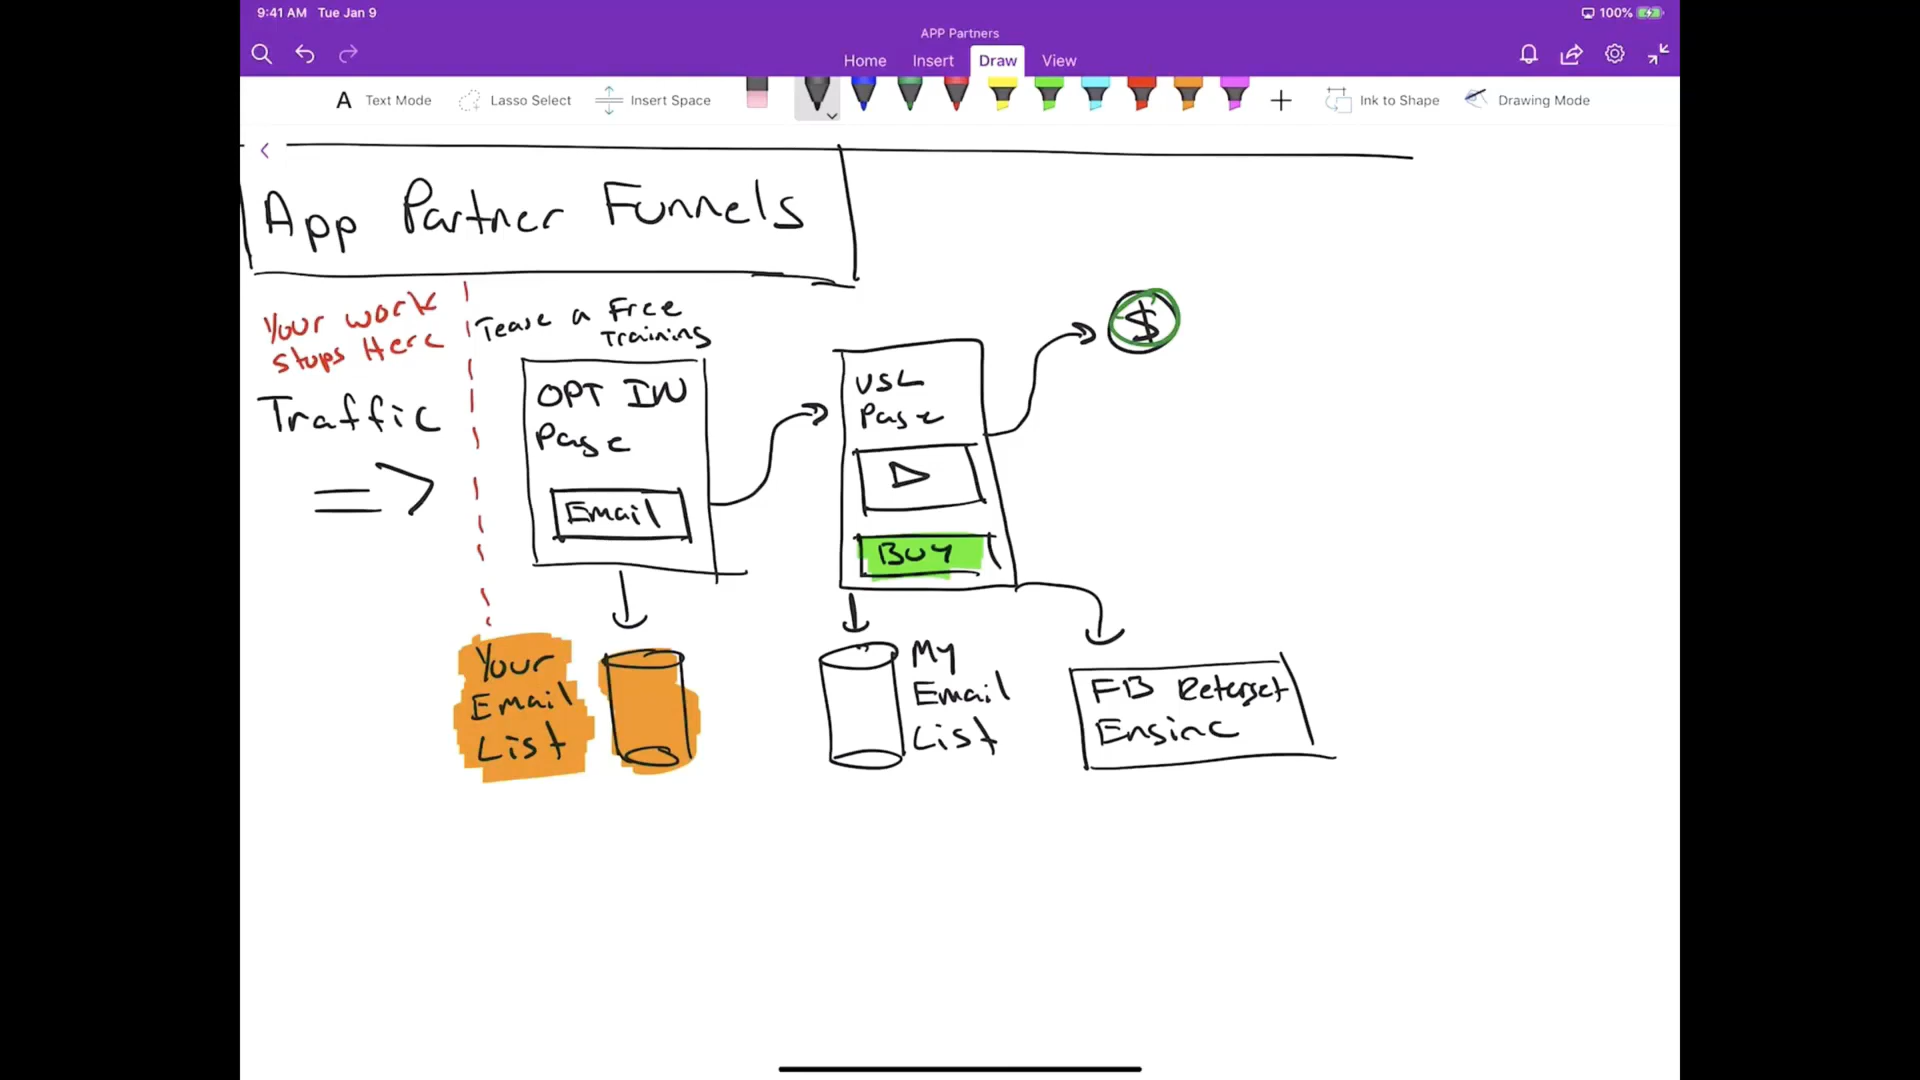 9:41 AM Tue Jan 9
100%
APP Partners
Home Insert Draw View
A Text Mode Lasso Select Insert Space Ink to Shape Drawing Mode
App Partner Funnels
Your work
stops Here
Traffic
=>
Tease a Free
Training
OPT IN
Page
Email
VSL
Page
BUY
$
Your
Email
List
My
Email
List
FB Retarget
Engine